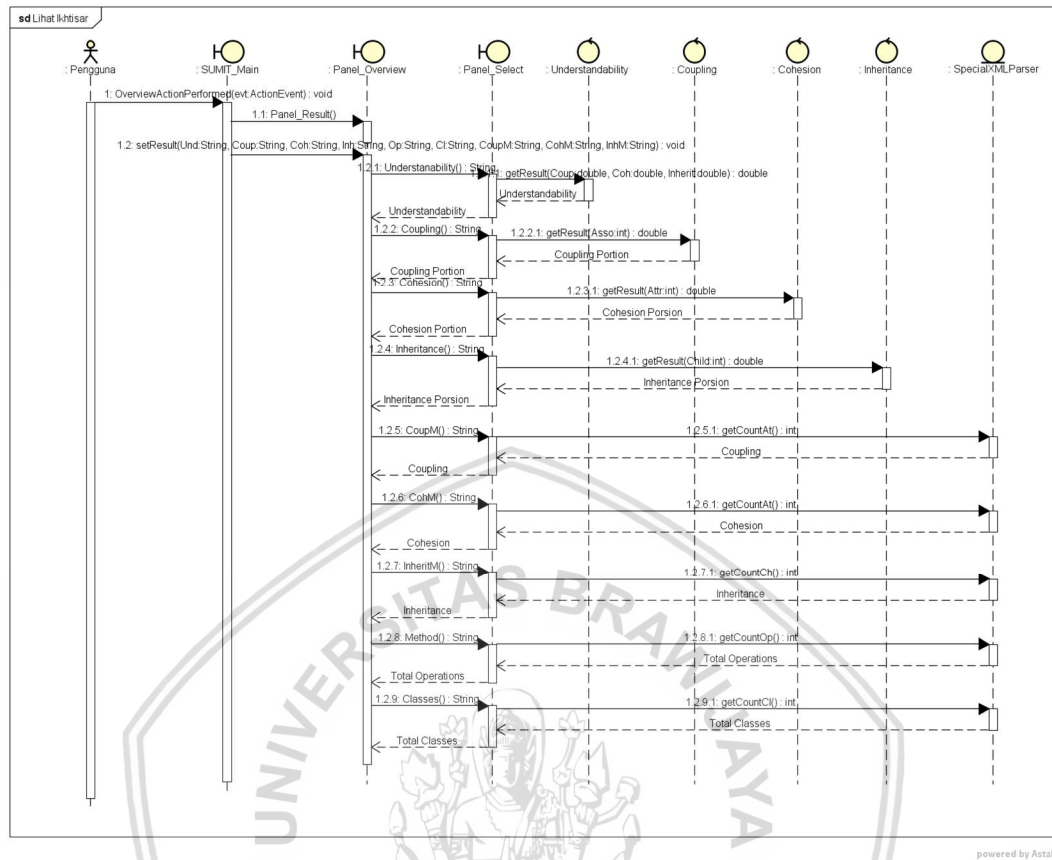 sd Lihat Ikhtisar
: Pengguna
: SUMIT_Main
: Panel_Overview
: Panel_Select
: Understandability
: Coupling
: Cohesion
: Inheritance
: SpecialXMLParser
1: OverviewActionPerformed(evt:ActionEvent) : void
1.1: Panel_Result()
1.2: setResult(Und:String, Coup:String, Coh:String, Inh:String, Op:String, Cl:String, CoupM:String, CohM:String, InhM:String) : void
1.2.1: Understanability() : String
getResult(Coup:double, Coh:double, Inherit:double) : double
Understandability
Understandability
1.2.2: Coupling() : String
1.2.2.1: getResult(Asso:int) : double
Coupling Portion
Coupling Portion
1.2.3: Cohesion() : String
1.2.3.1: getResult(Attr:int) : double
Cohesion Porsion
Cohesion Portion
1.2.4: Inheritance() : String
1.2.4.1: getResult(Child:int) : double
Inheritance Porsion
Inheritance Porsion
1.2.5: CoupM() : String
1.2.5.1: getCountAt() : int
Coupling
Coupling
1.2.6: CohM() : String
1.2.6.1: getCountAt() : int
Cohesion
Cohesion
1.2.7: InheritM() : String
1.2.7.1: getCountCh() : int
Inheritance
Inheritance
1.2.8: Method() : String
1.2.8.1: getCountOp() : int
Total Operations
Total Operations
1.2.9: Classes() : String
1.2.9.1: getCountCl() : int
Total Classes
Total Classes
UNIVERSITAS BRAWIJAYA
powered by Astah